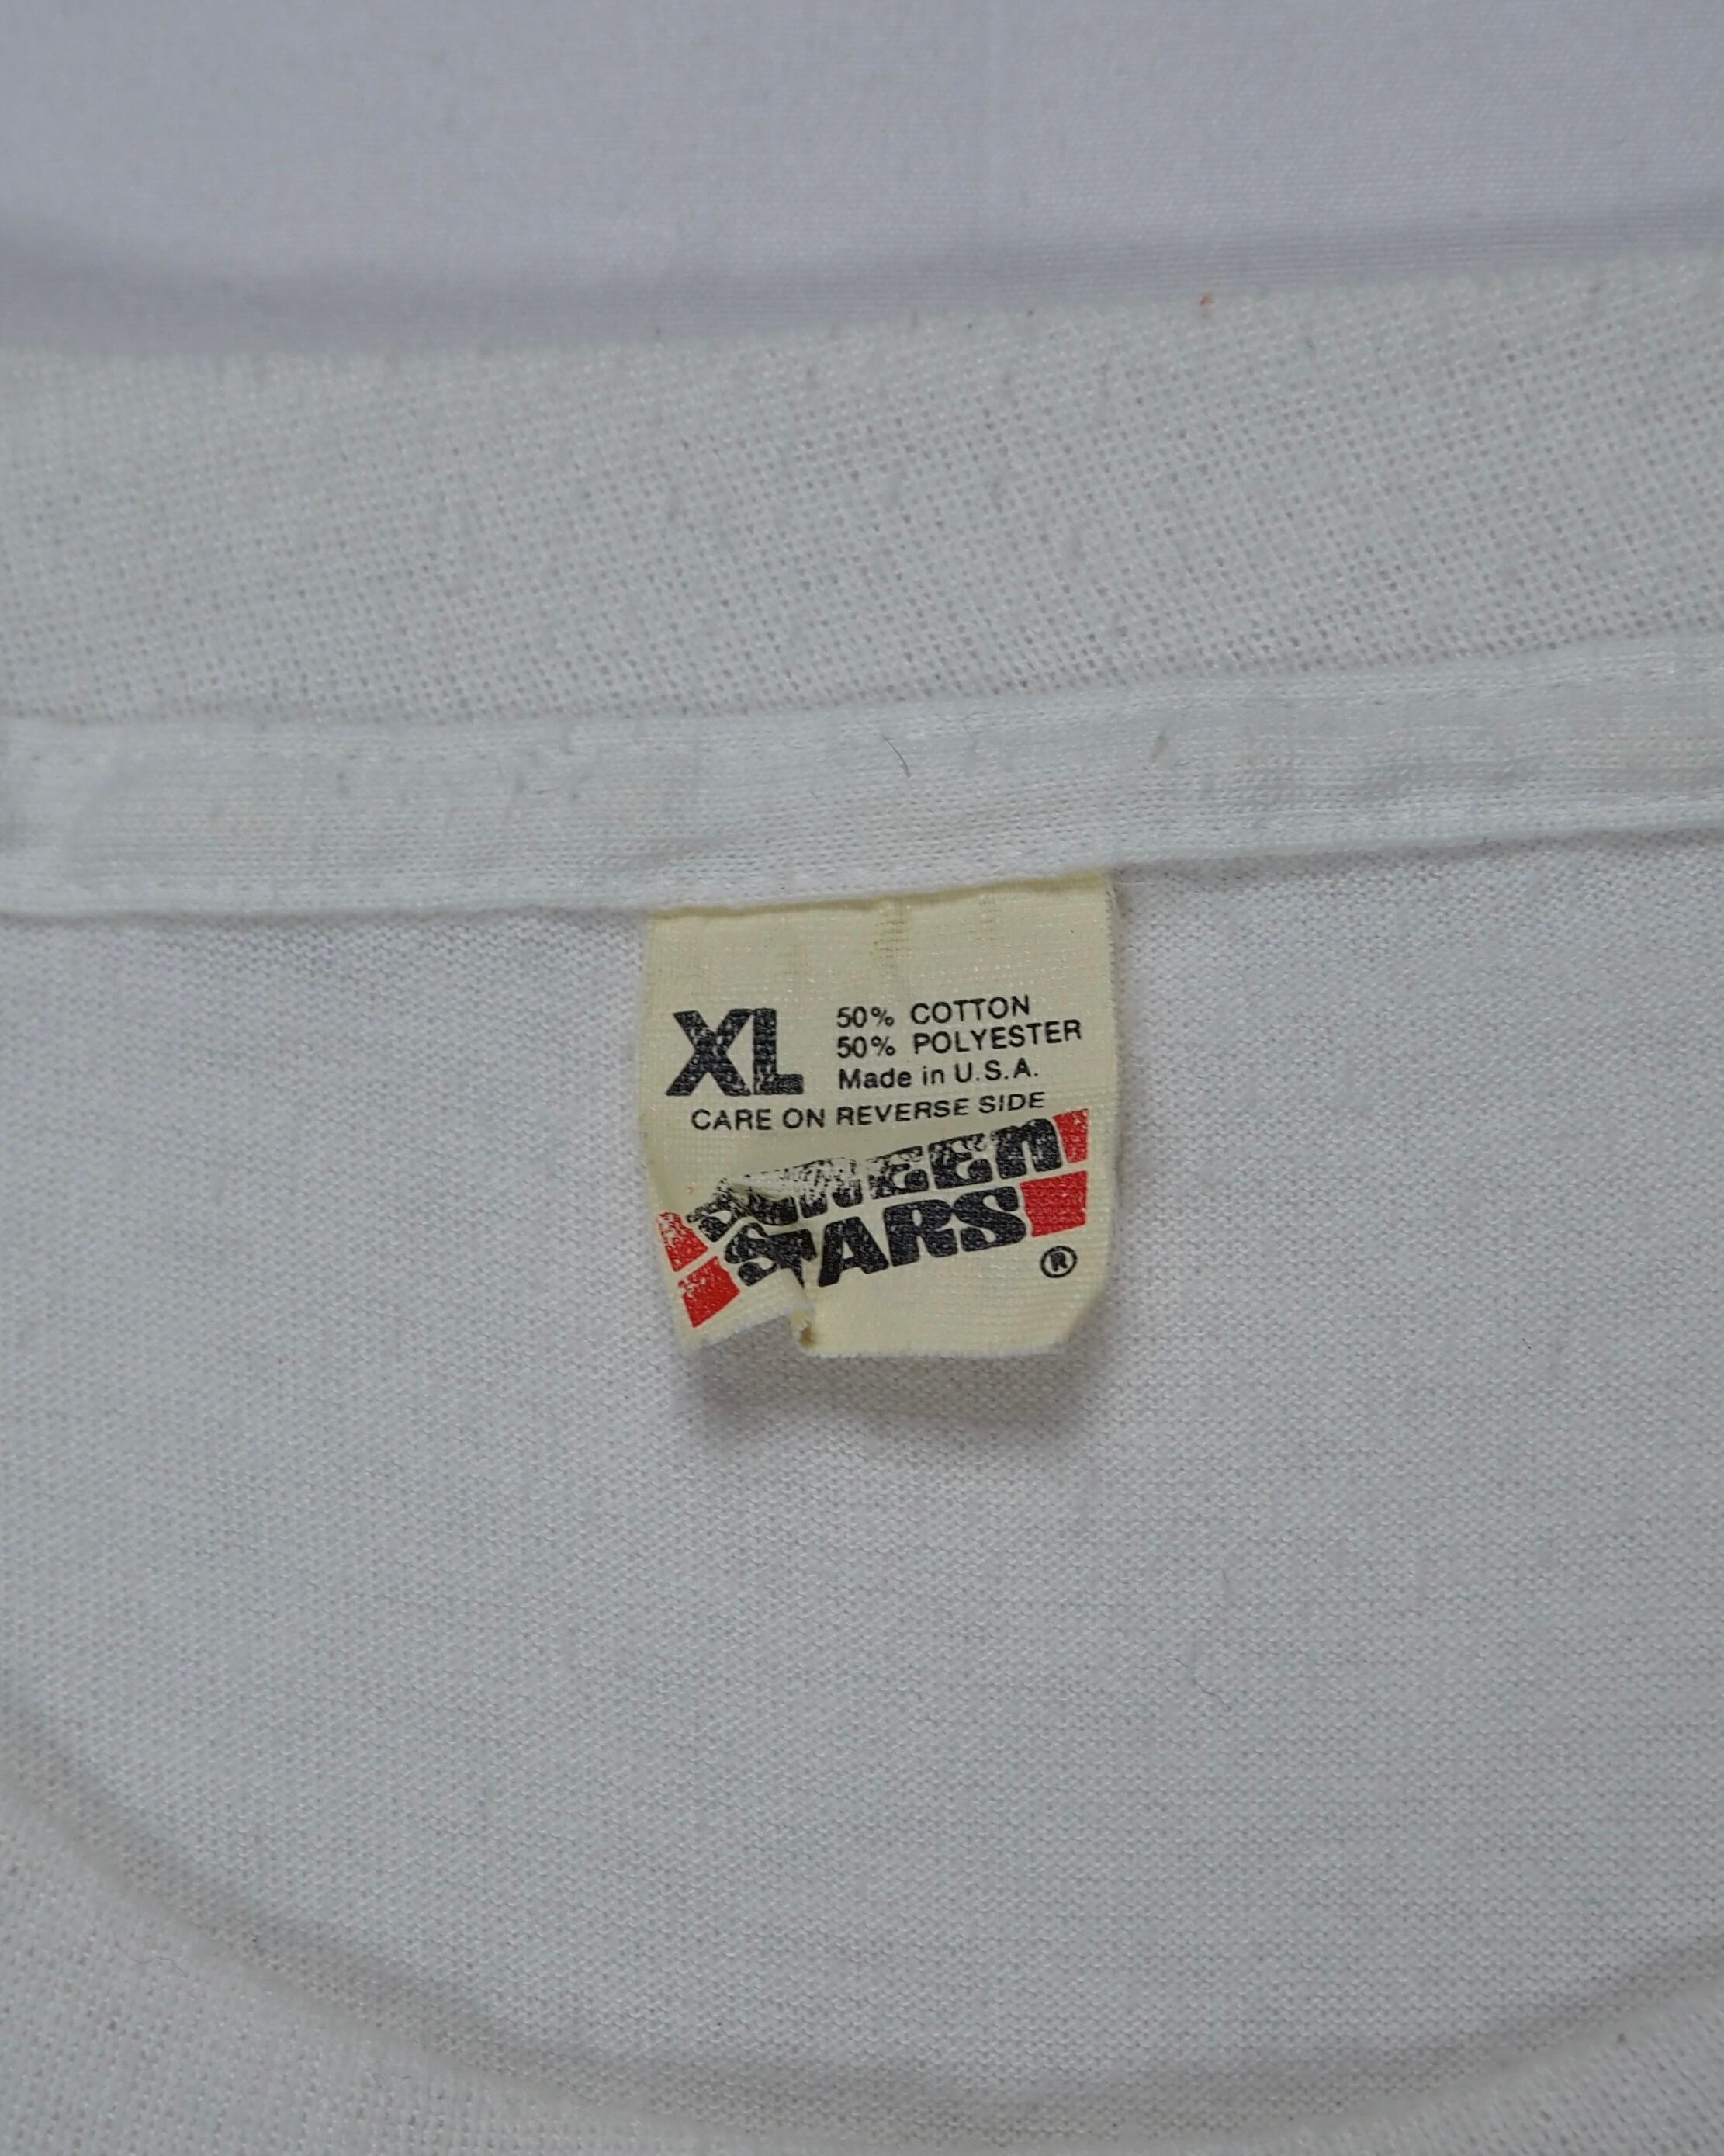 XL
50% COTTON
50% POLYESTER
Made in U.S.A.
CARE ON REVERSE SIDE
SCREEN
STARS
®